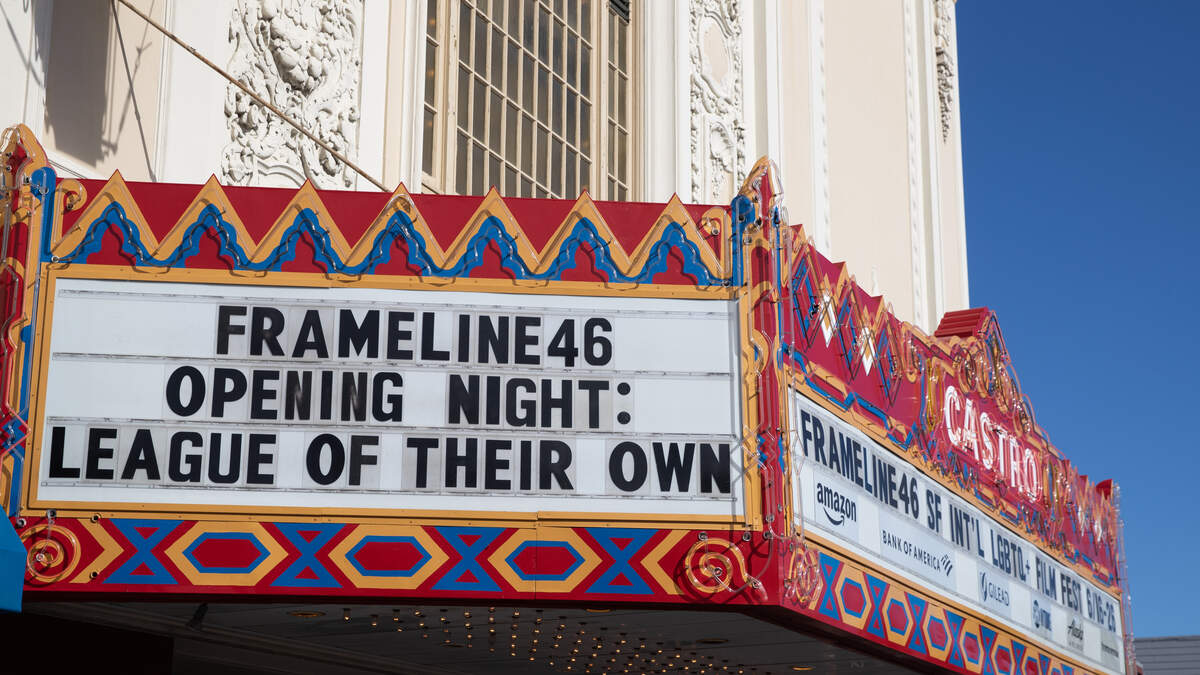 FRAMELINE46
OPENING NIGHT:
LEAGUE OF THEIR OWN
CASTRO
FRAMELINE46 SF INT'L LGBTQ+ FILM FEST 6/16-26
amazon
BANK OF AMERICA
GILEAD
Alaska